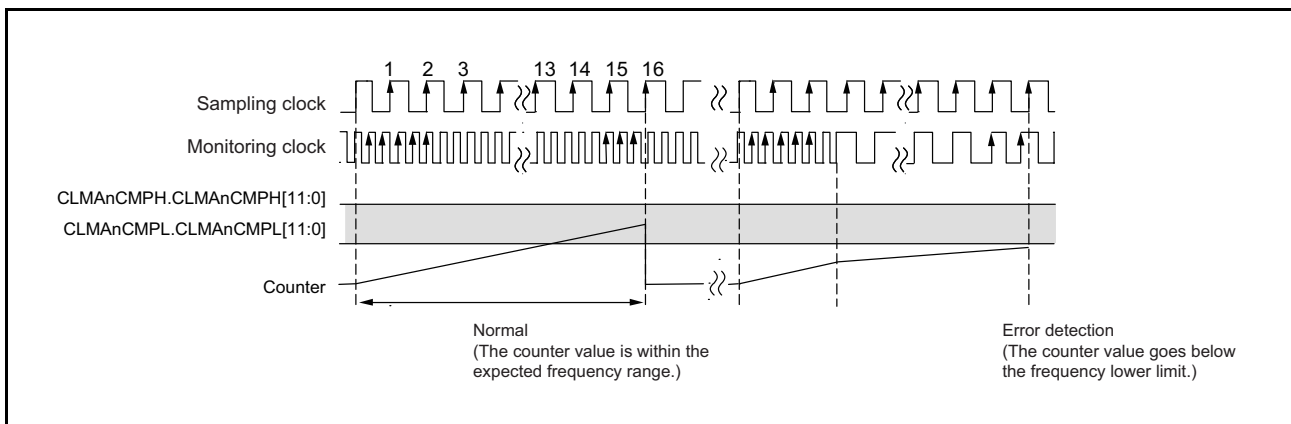 1 2 3 13 14 15 16
Sampling clock
Monitoring clock
CLMAnCMPH.CLMAnCMPH[11:0]
CLMAnCMPL.CLMAnCMPL[11:0]
Counter
Normal
(The counter value is within the
expected frequency range.)
Error detection
(The counter value goes below
the frequency lower limit.)